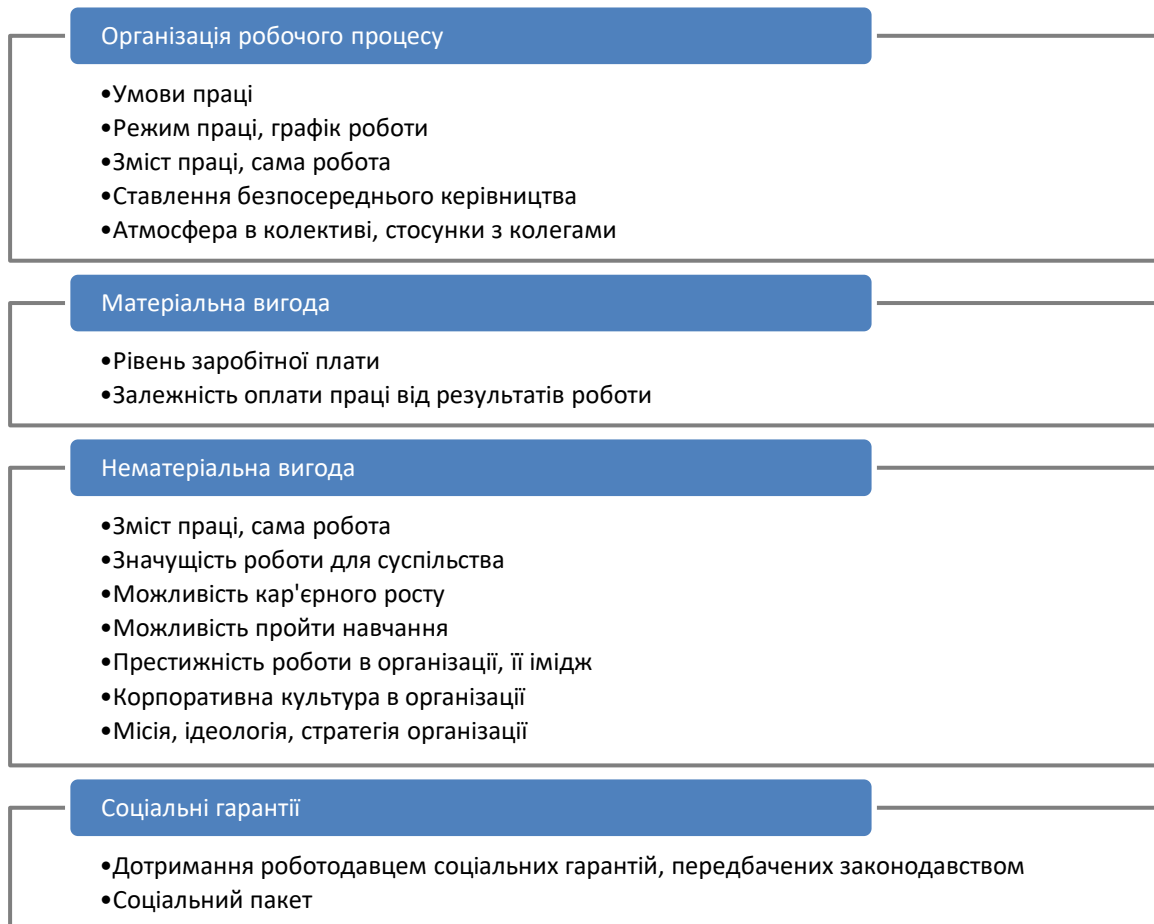 Організація робочого процесу
•Умови праці
•Режим праці, графік роботи
•Зміст праці, сама робота
•Ставлення безпосереднього керівництва
•Атмосфера в колективі, стосунки з колегами
Матеріальна вигода
•Рівень заробітної плати
•Залежність оплати праці від результатів роботи
Нематеріальна вигода
•Зміст праці, сама робота
•Значущість роботи для суспільства
•Можливість кар'єрного росту
•Можливість пройти навчання
•Престижність роботи в організації, її імідж
•Корпоративна культура в організації
•Місія, ідеологія, стратегія організації
Соціальні гарантії
•Дотримання роботодавцем соціальних гарантій, передбачених законодавством
•Соціальний пакет